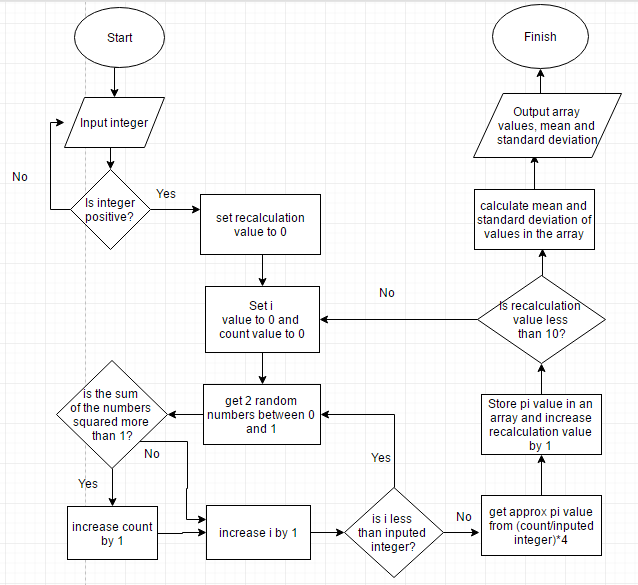 Start
Input integer
No
Is integer
positive?
Yes
set recalculation
value to 0
Set i
value to 0 and
count value to 0
get 2 random
numbers between 0
and 1
is the sum
of the numbers
squared more
than 1?
No
Yes
increase count
by 1
increase i by 1
is i less
than inputed
integer?
Yes
No
get approx pi value
from (count/inputed
integer)*4
Store pi value in an
array and increase
recalculation value
by 1
Is recalculation
value less
than 10?
No
calculate mean and
standard deviation of
values in the array
Output array
values, mean and
standard deviation
Finish